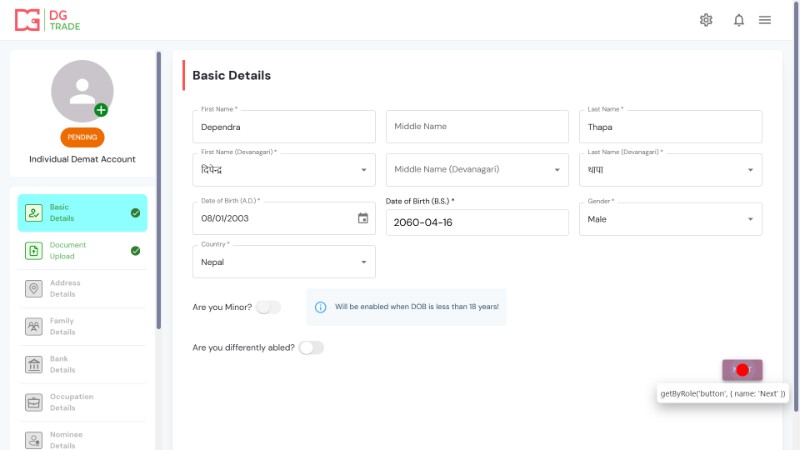 DG
TRADE
PENDING
Individual Demat Account
Basic
Details
Document
Upload
Address
Details
Family
Details
Bank
Details
Occupation
Details
Nominee
Details
Basic Details
First Name *
Dependra
Middle Name
Last Name *
Thapa
First Name (Devanagari) *
दिपेन्द्र
Middle Name (Devanagari)
Last Name (Devanagari) *
थापा
Date of Birth (A.D.) *
08/01/2003
Date of Birth (B.S.) *
2060-04-16
Gender *
Male
Country *
Nepal
Are you Minor?
Will be enabled when DOB is less than 18 years!
Are you differently abled?
getByRole('button', { name: 'Next' })